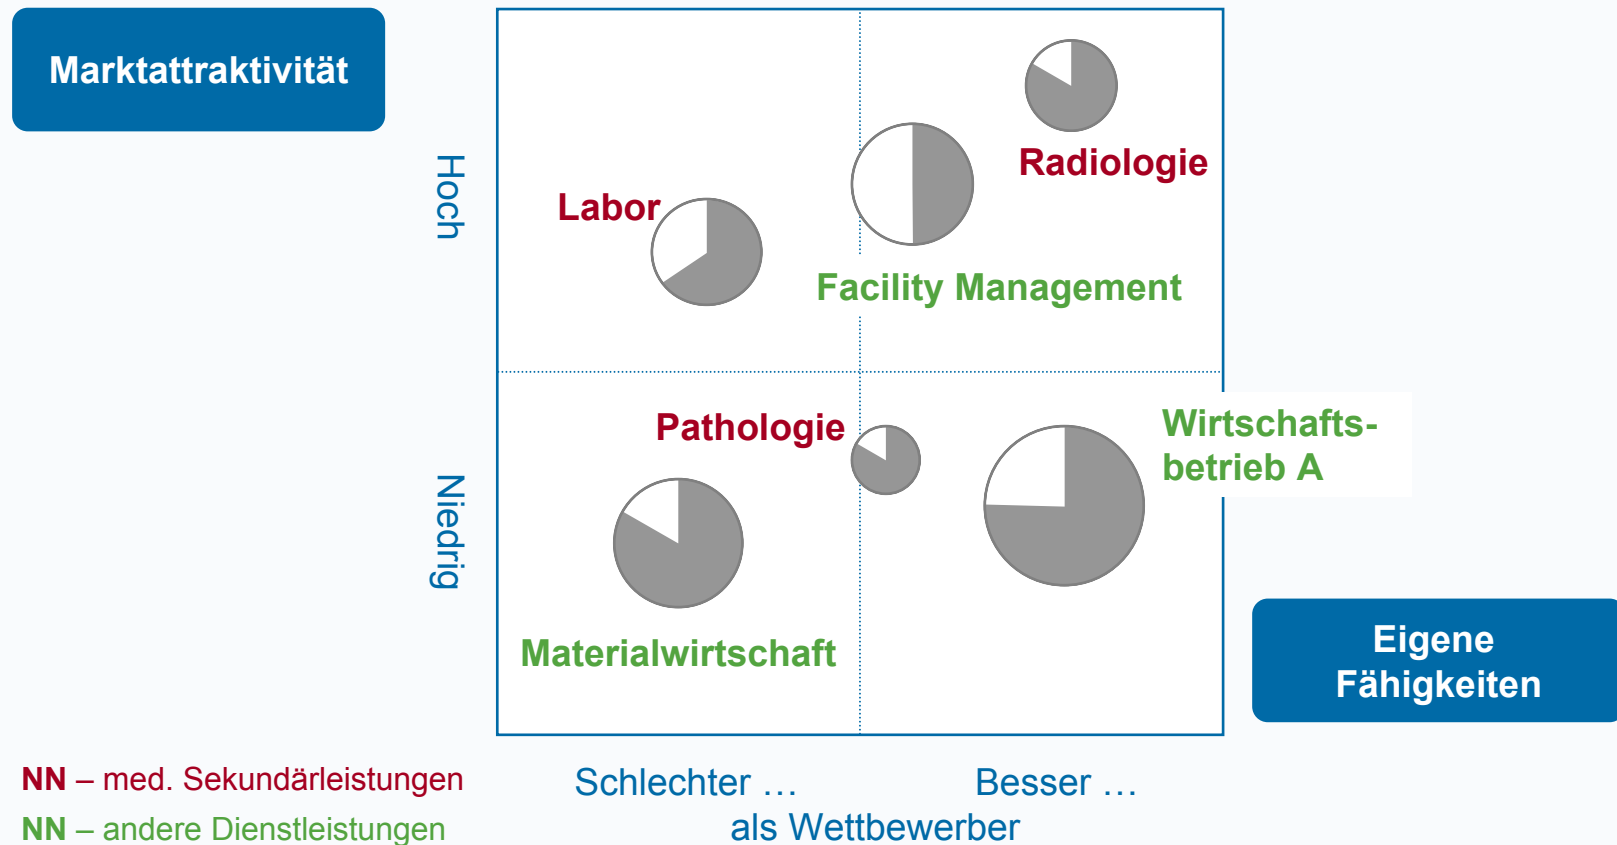 Marktattraktivität
Hoch
Niedrig
Radiologie
Labor
Facility Management
Pathologie
Wirtschafts-
betrieb A
Materialwirtschaft
Eigene
Fähigkeiten
NN – med. Sekundärleistungen
NN – andere Dienstleistungen
Schlechter …
Besser …
als Wettbewerber